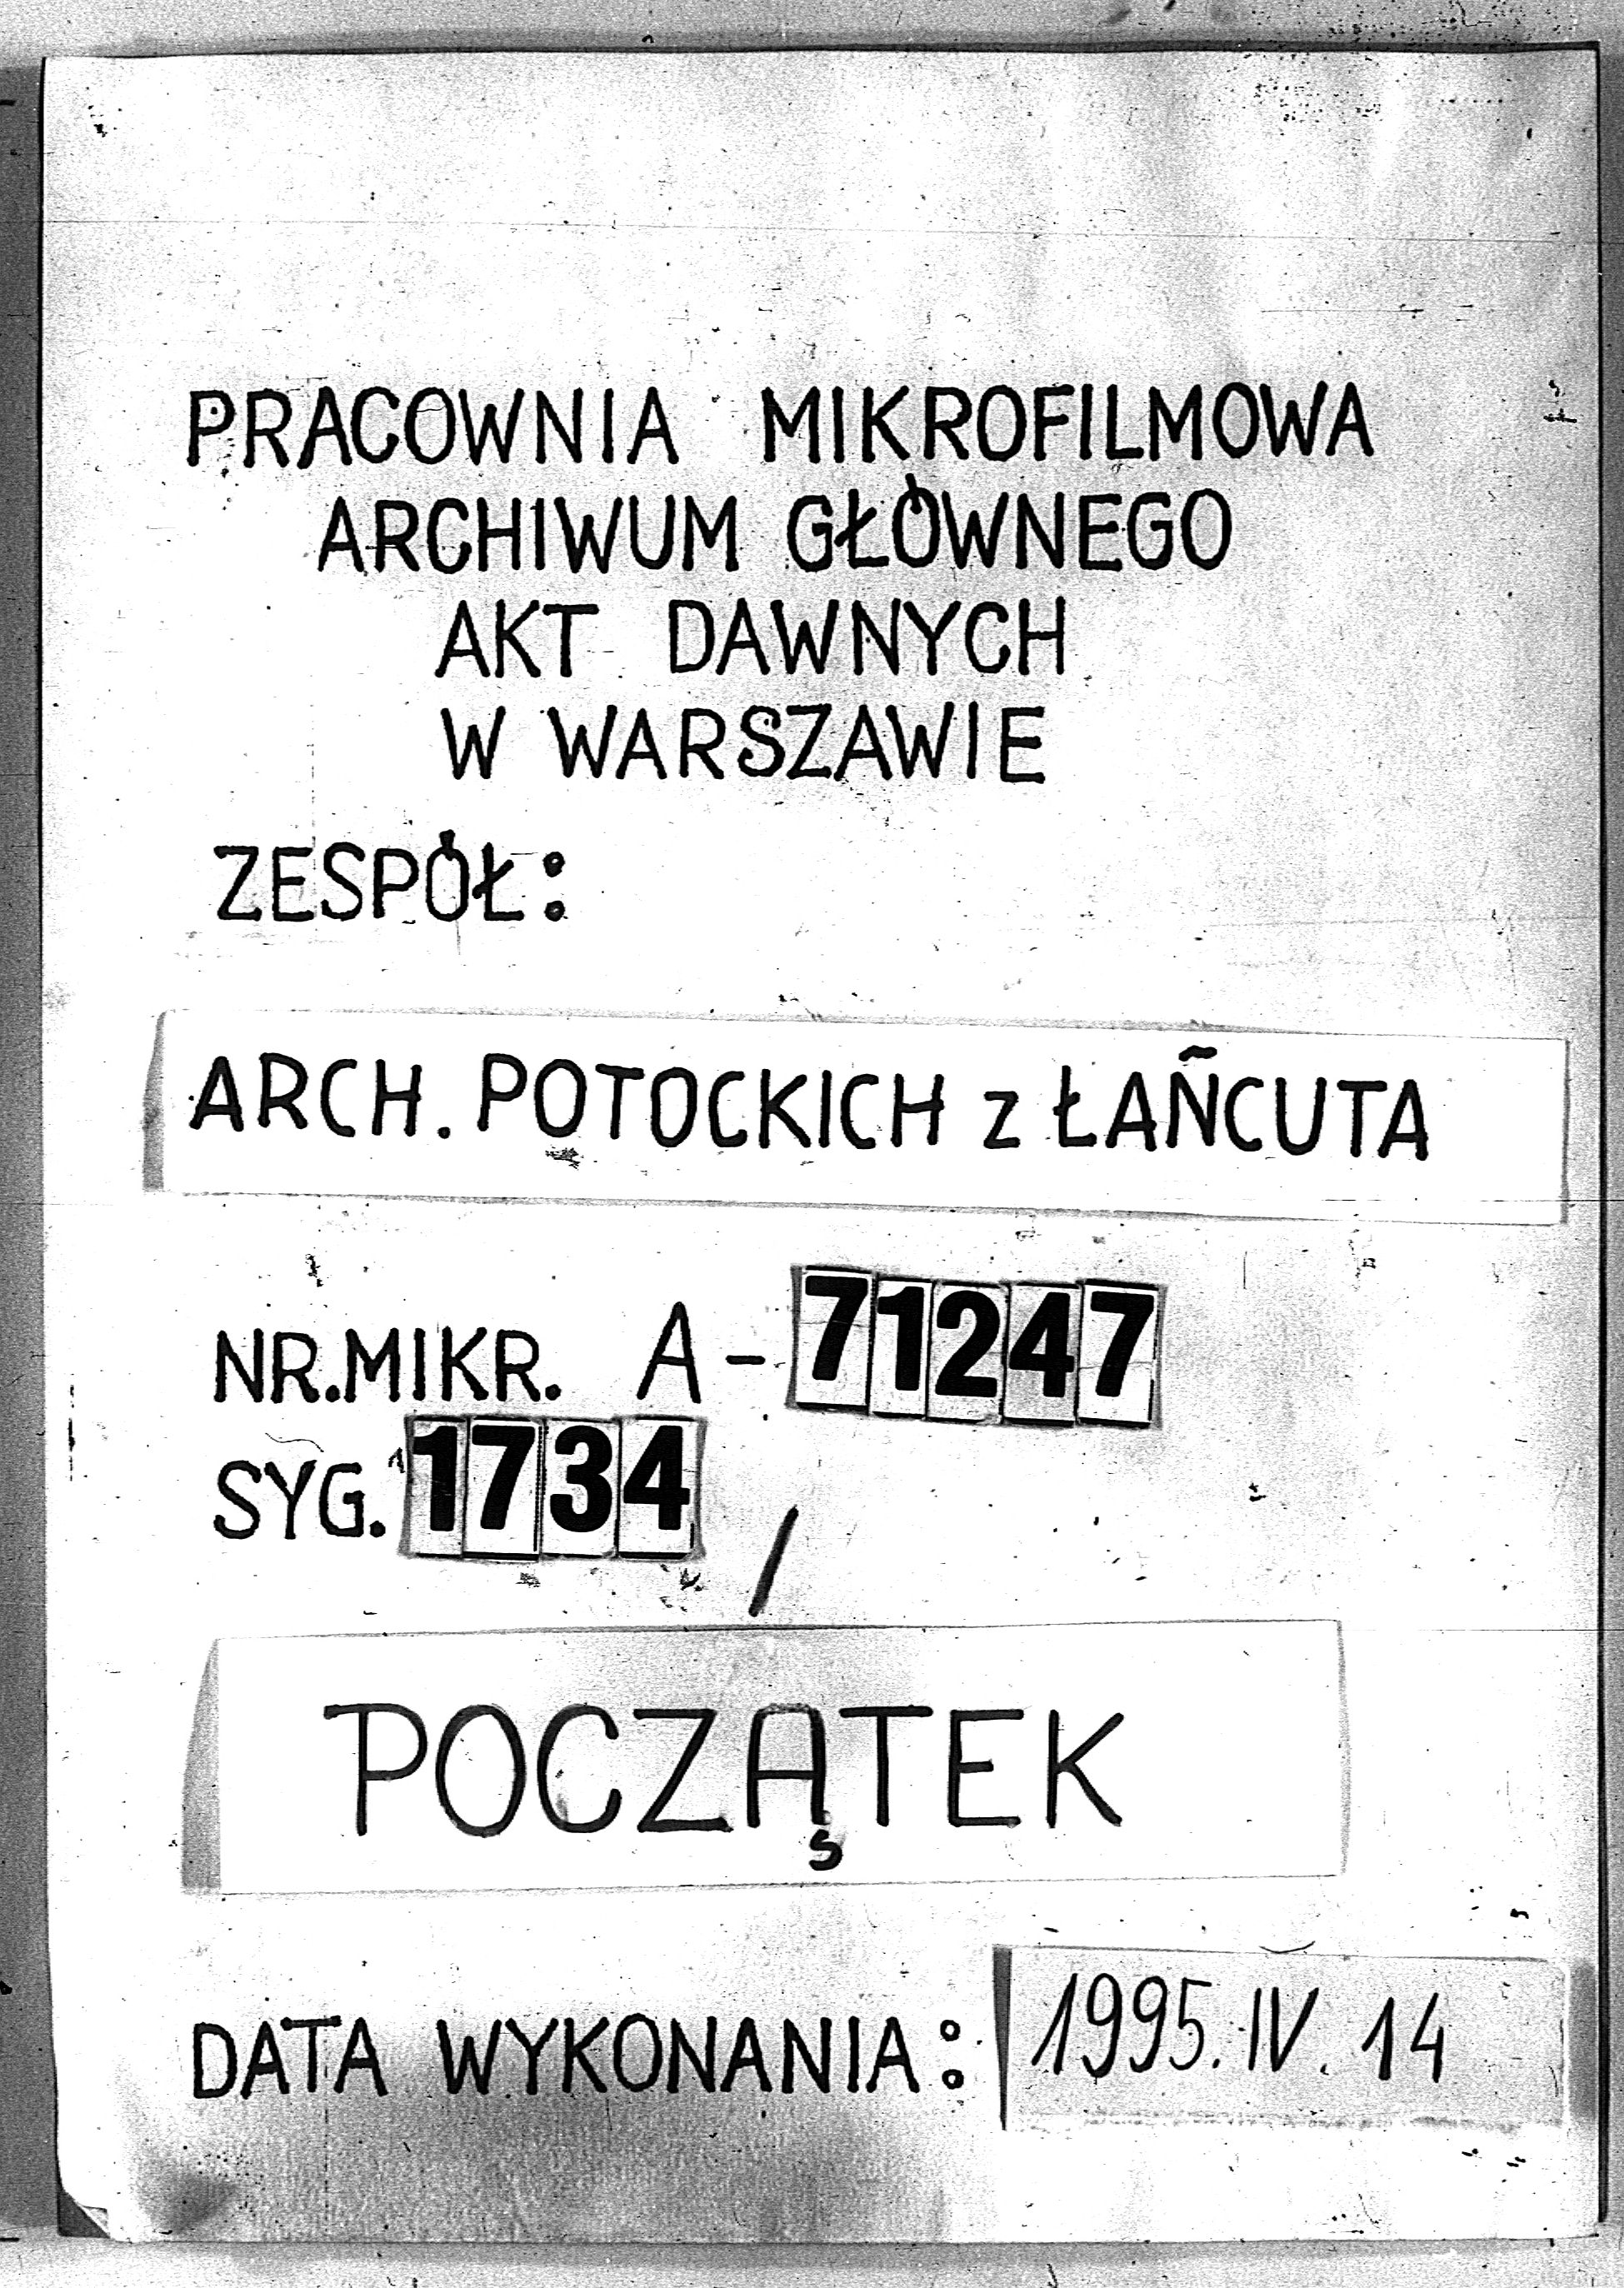 PRACOWNIA MIKROFILMOWA
ARCHIWUM GŁÓWNEGO
AKT DAWNYCH
W WARSZAWIE
ZESPÓŁ:
ARCH. POTOCKICH z ŁAŃCUTA
NR.MIKR. A-71247
SYG. 1734 /
POCZĄTEK
DATA WYKONANIA: 1995.IV.14